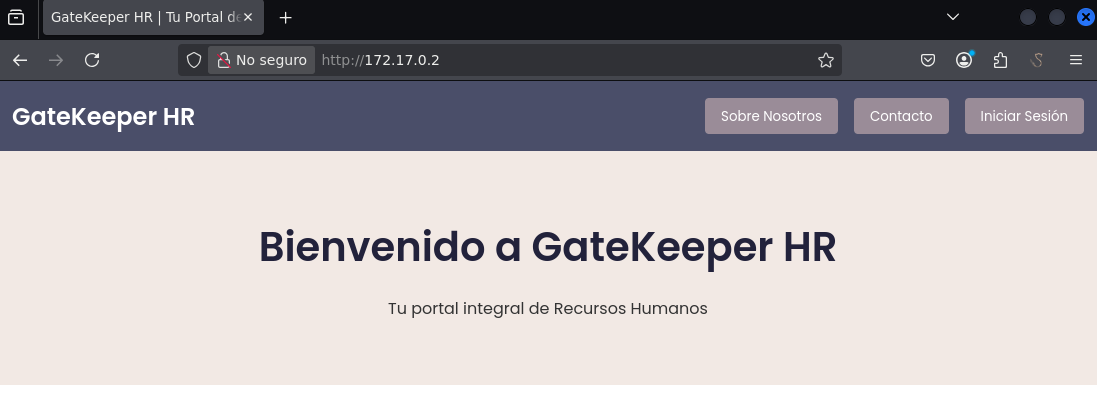 GateKeeper HR | Tu Portal de
No seguro http://172.17.0.2
GateKeeper HR
Sobre Nosotros Contacto Iniciar Sesión
Bienvenido a GateKeeper HR
Tu portal integral de Recursos Humanos